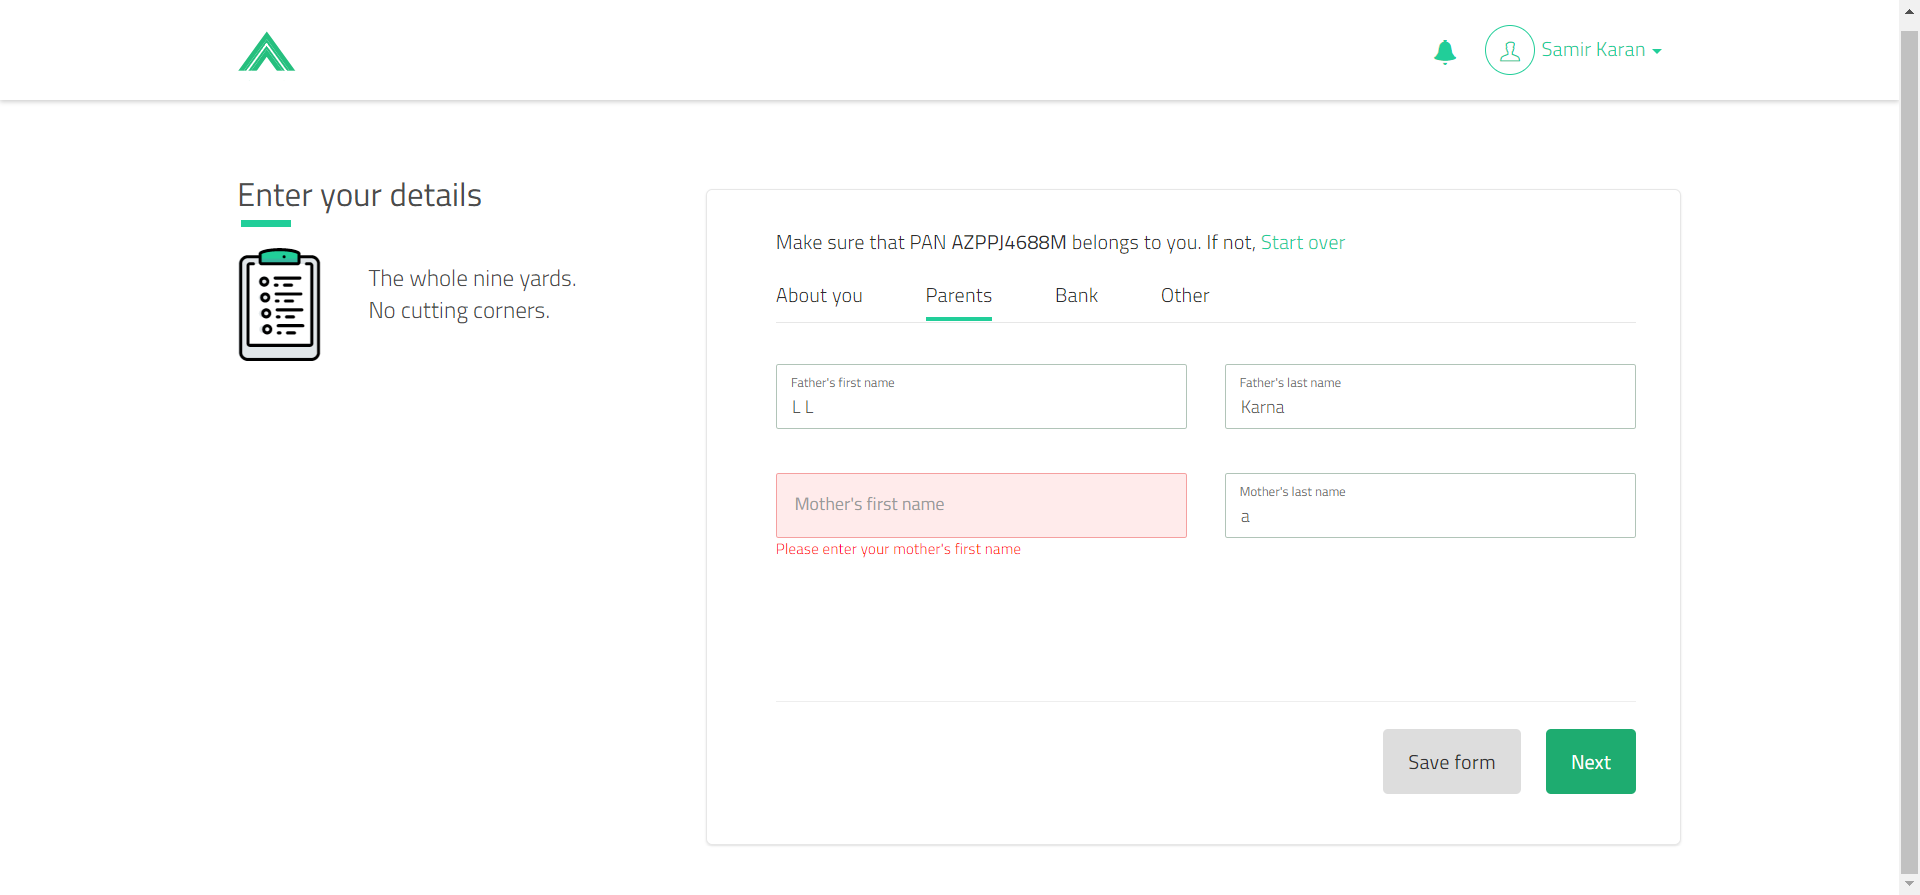 Samir Karan
Enter your details
The whole nine yards.
No cutting corners.
Make sure that PAN AZPPJ4688M belongs to you. If not, Start over
About you
Parents
Bank
Other
Father's first name
L L
Father's last name
Karna
Mother's first name
Please enter your mother's first name
Mother's last name
a
Save form
Next